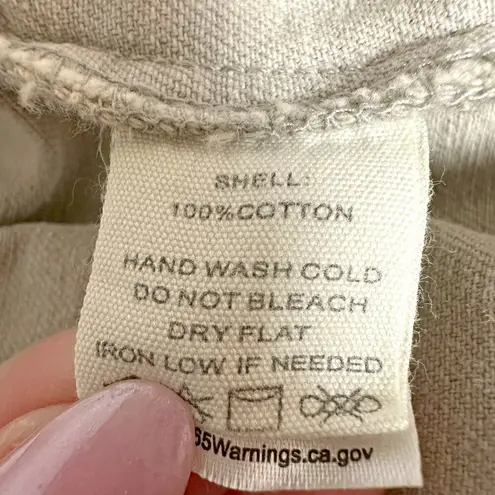 SHELL:
100%COTTON
HAND WASH COLD
DO NOT BLEACH
DRY FLAT
IRON LOW IF NEEDED
65Warnings.ca.gov